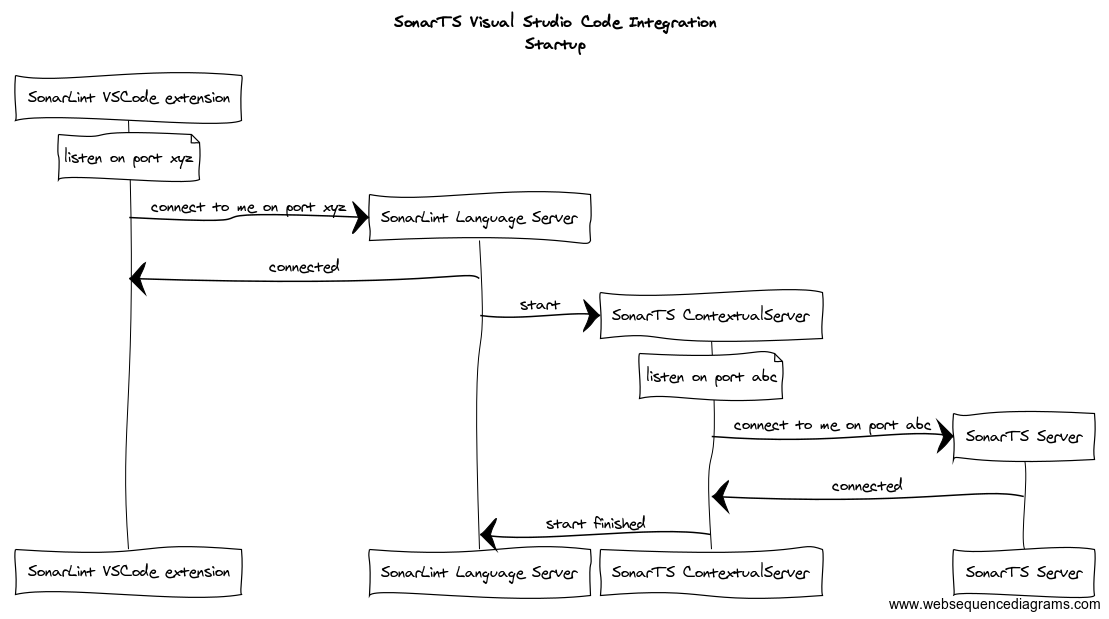 SonarTS Visual Studio Code Integration
Startup
SonarLint VSCode extension
listen on port xyz
connect to me on port xyz
SonarLint Language Server
connected
start
SonarTS ContextualServer
listen on port abc
connect to me on port abc
SonarTS Server
connected
start finished
SonarLint VSCode extension
SonarLint Language Server
SonarTS ContextualServer
SonarTS Server
www.websequencediagrams.com